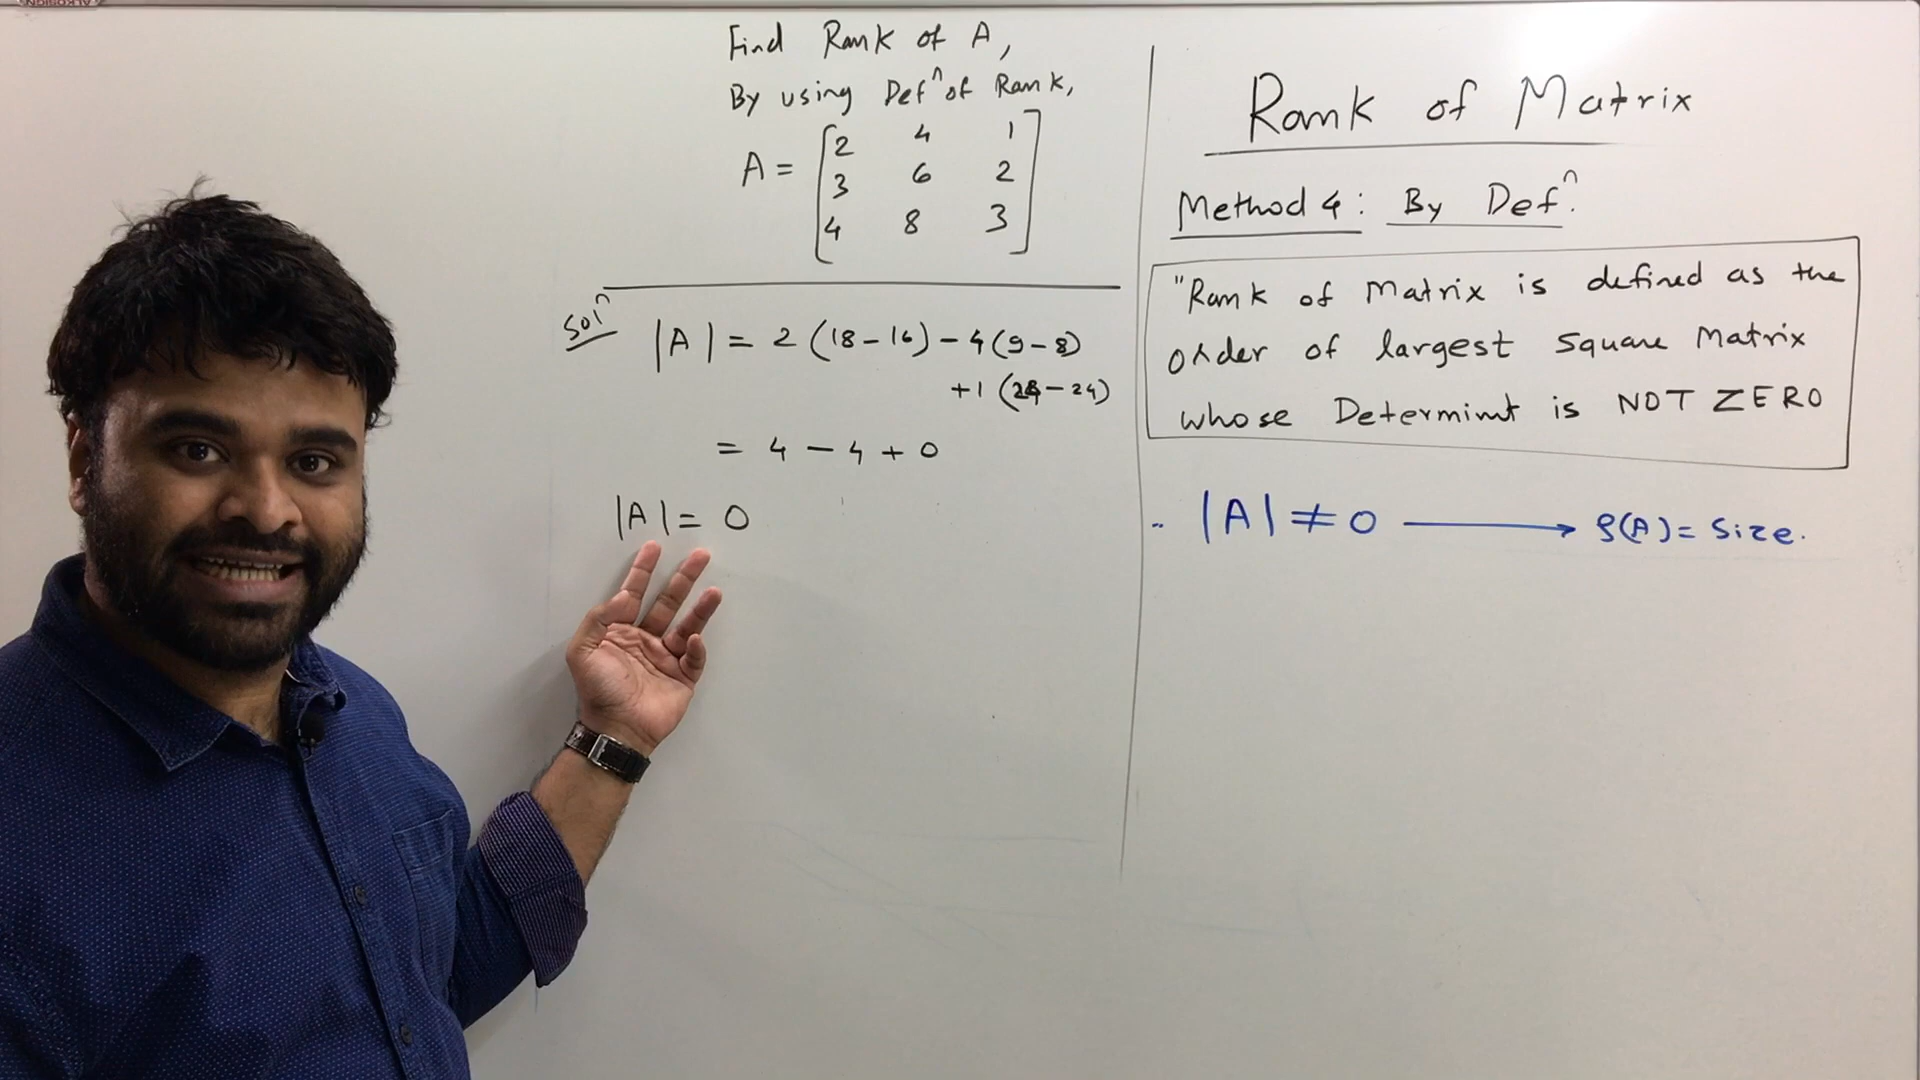 Find Rank of A,
By using Defⁿ of Rank,
A = [2 4 1
3 6 2
4 8 3]
Solⁿ |A| = 2(18-16) - 4(9-8)
+1(24-24)
= 4 - 4 + 0
|A| = 0
Rank of Matrix
Method 4: By Defⁿ.
"Rank of Matrix is defined as the
order of largest square Matrix
whose Determinnt is NOT ZERO
|A| ≠ 0 → ρ(A) = Size.